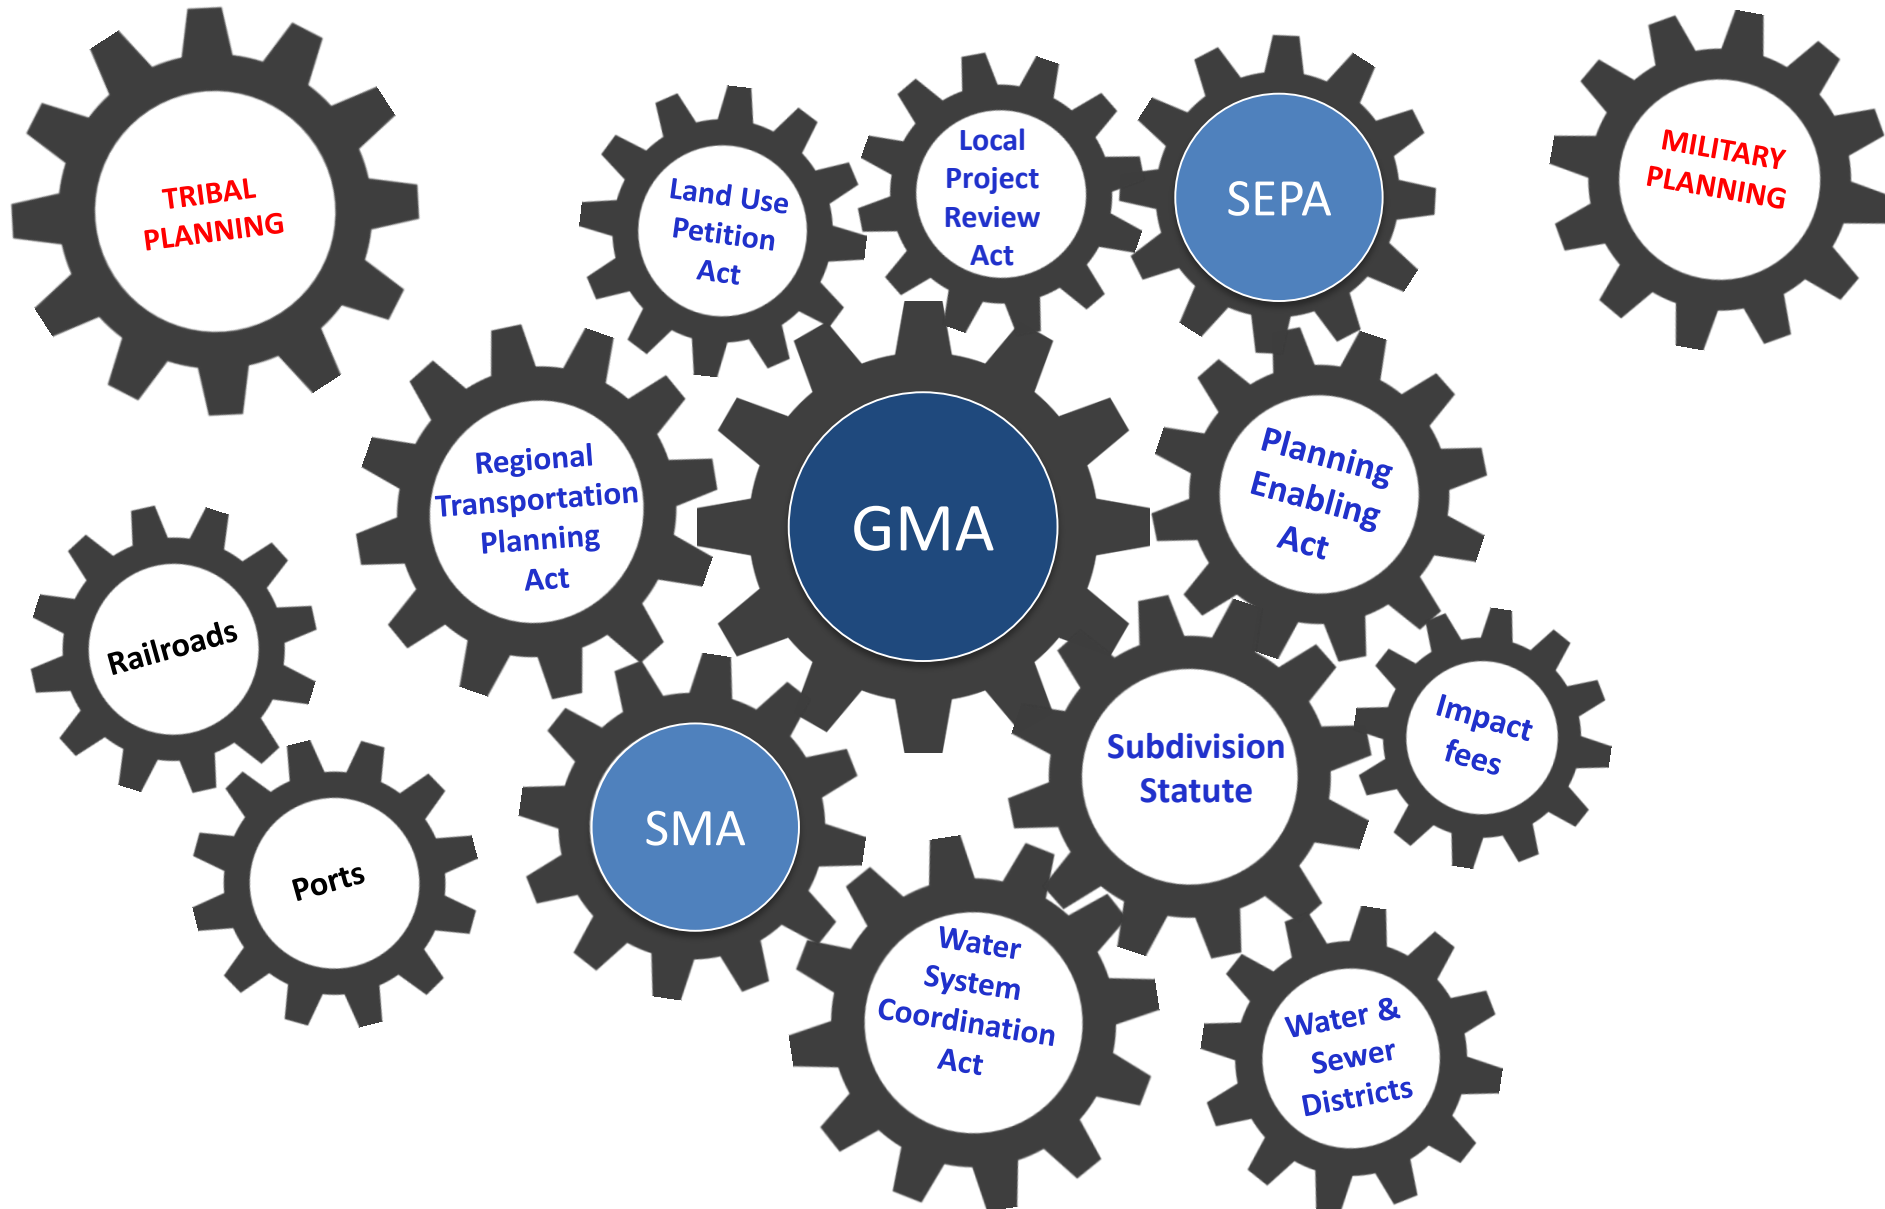 TRIBAL
PLANNING
Land Use
Petition
Act
Local
Project
Review
Act
SEPA
MILITARY
PLANNING
Regional
Transportation
Planning
Act
GMA
Planning
Enabling
Act
Railroads
Ports
SMA
Subdivision
Statute
Impact
fees
Water
System
Coordination
Act
Water &
Sewer
Districts